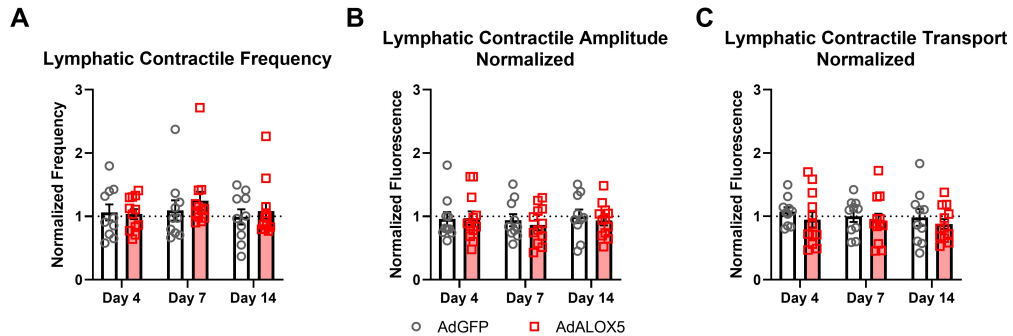 A
Lymphatic Contractile Frequency
Normalized Frequency
3
2
1
0
Day 4
Day 7
Day 14
B
Lymphatic Contractile Amplitude
Normalized
Normalized Fluorescence
3
2
1
0
Day 4
Day 7
Day 14
C
Lymphatic Contractile Transport
Normalized
Normalized Fluorescence
3
2
1
0
Day 4
Day 7
Day 14
AdGFP
AdALOX5